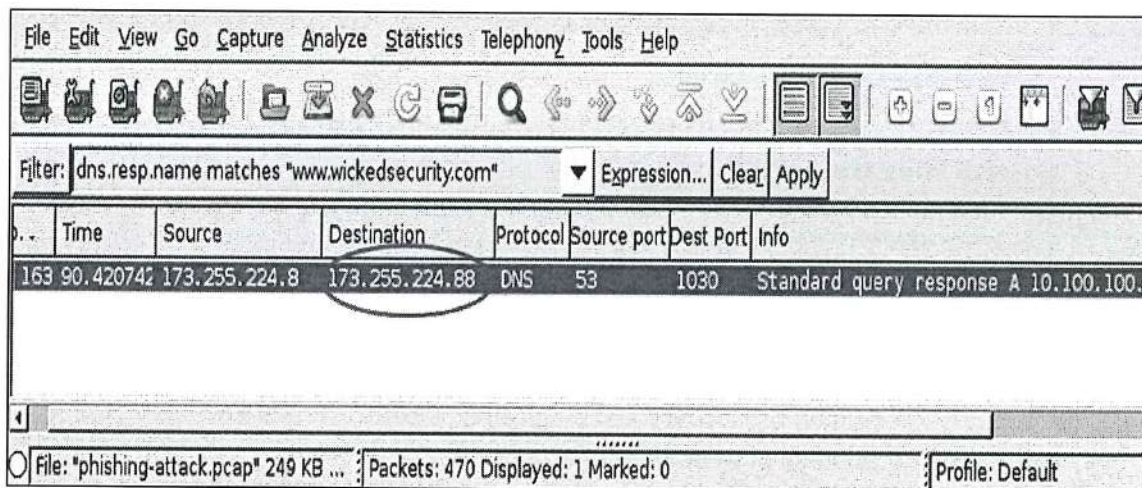 File Edit View Go Capture Analyze Statistics Telephony Tools Help
Filter: dns.resp.name matches "www.wickedsecurity.com" Expression... Clear Apply
Time Source Destination Protocol Source port Dest Port Info
163 90.420742 173.255.224.8 173.255.224.88 DNS 53 1030 Standard query response A 10.100.100.
File: "phishing-attack.pcap" 249 KB ... Packets: 470 Displayed: 1 Marked: 0 Profile: Default